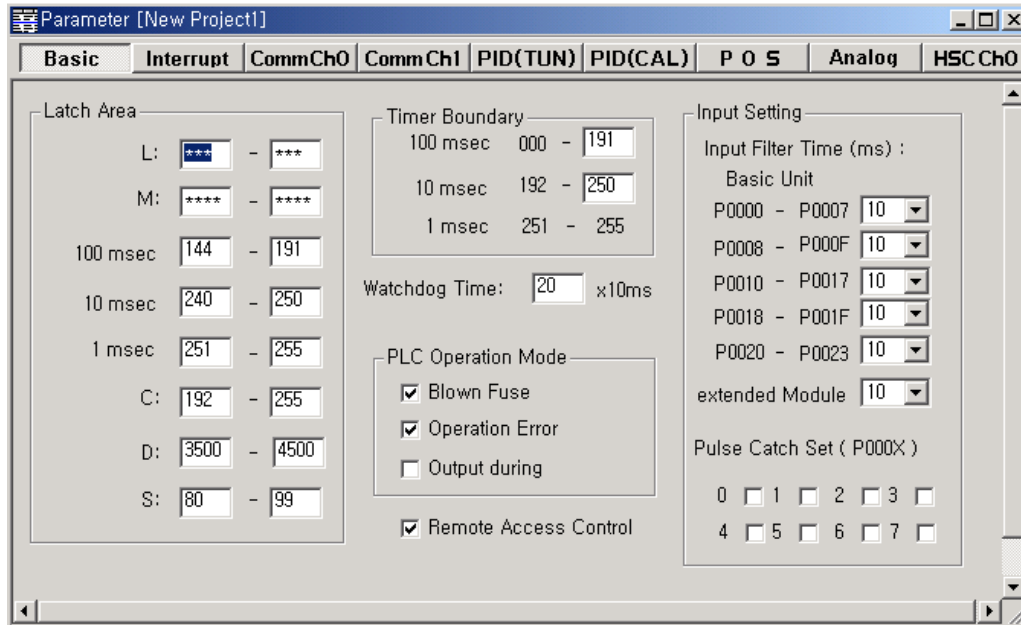 Parameter [New Project1]
Basic Interrupt CommCh0 CommCh1 PID(TUN) PID(CAL) P O S Analog HSCCh0
Latch Area
L: *** - ***
M: **** - ****
100 msec 144 - 191
10 msec 240 - 250
1 msec 251 - 255
C: 192 - 255
D: 3500 - 4500
S: 80 - 99
Timer Boundary
100 msec 000 - 191
10 msec 192 - 250
1 msec 251 - 255
Watchdog Time: 20 x10ms
PLC Operation Mode
Blown Fuse
Operation Error
Output during
Remote Access Control
Input Setting
Input Filter Time (ms) :
Basic Unit
P0000 - P0007 10
P0008 - P000F 10
P0010 - P0017 10
P0018 - P001F 10
P0020 - P0023 10
extended Module 10
Pulse Catch Set ( P000X )
0 1 2 3
4 5 6 7